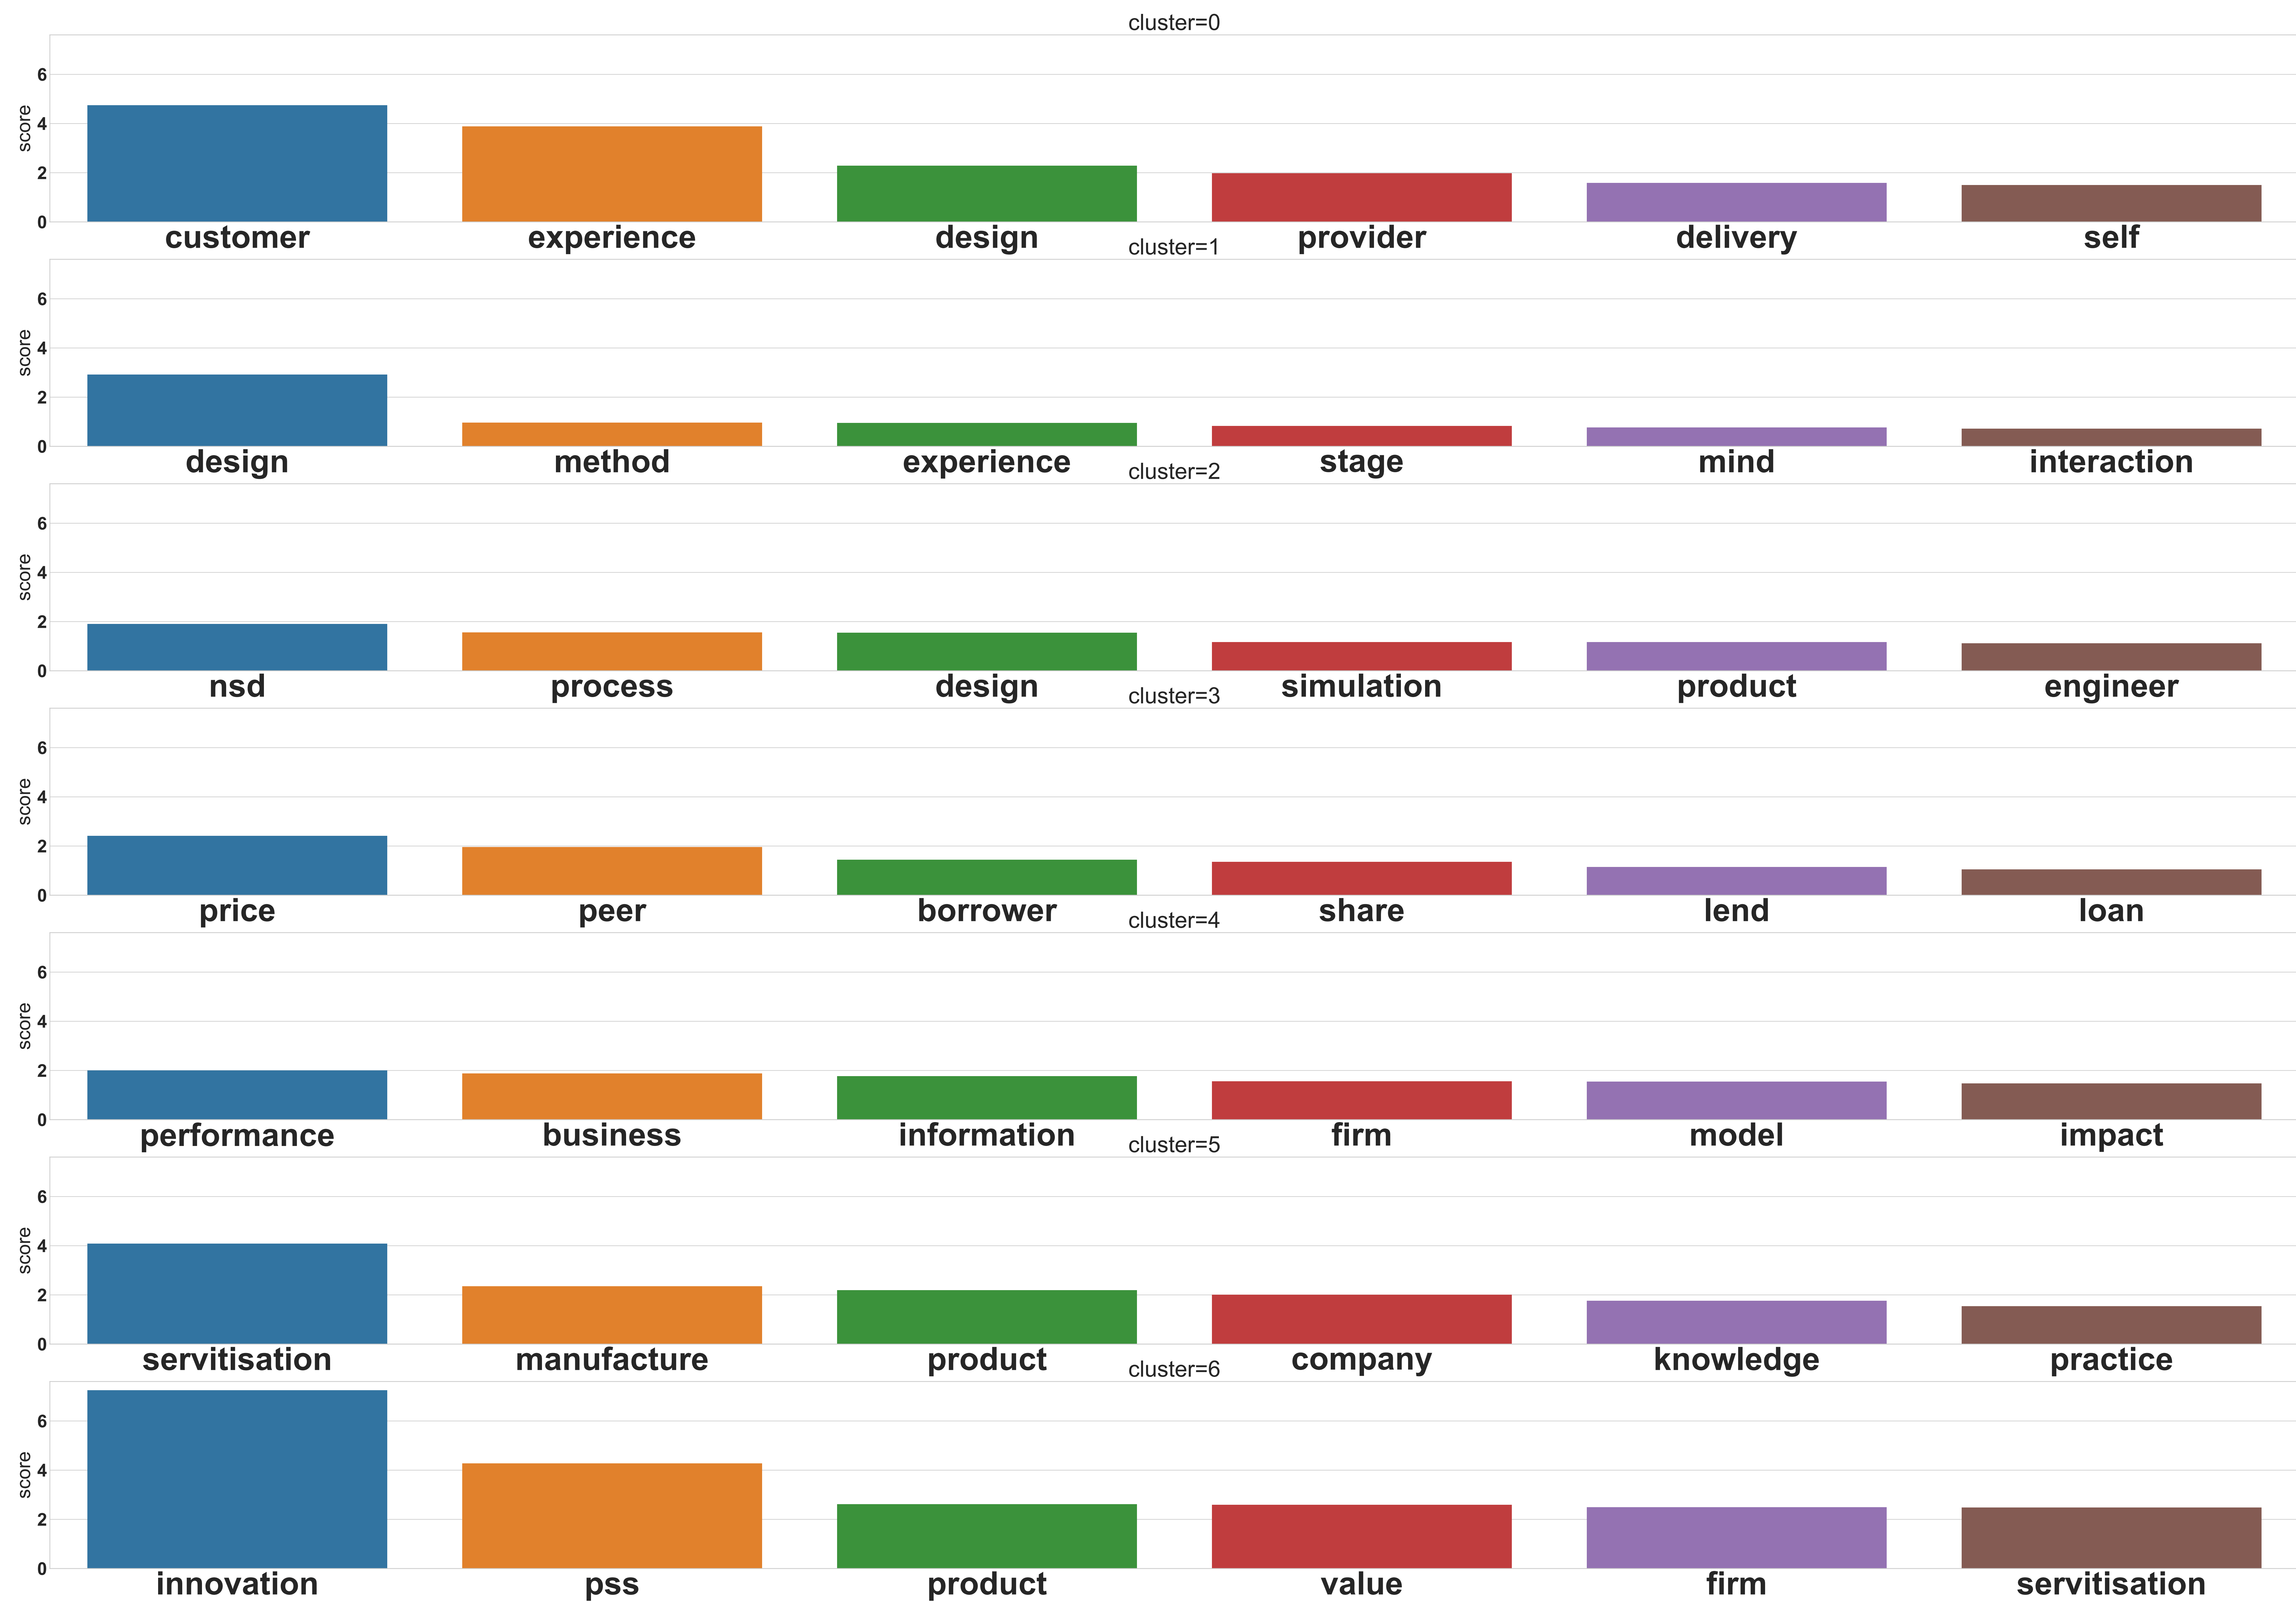 cluster=0
6
4
2
0
score
customer experience design provider delivery self
cluster=1
6
4
2
0
score
design method experience stage mind interaction
cluster=2
6
4
2
0
score
nsd process design simulation product engineer
cluster=3
6
4
2
0
score
price peer borrower share lend loan
cluster=4
6
4
2
0
score
performance business information firm model impact
cluster=5
6
4
2
0
score
servitisation manufacture product company knowledge practice
cluster=6
6
4
2
0
score
innovation pss product value firm servitisation